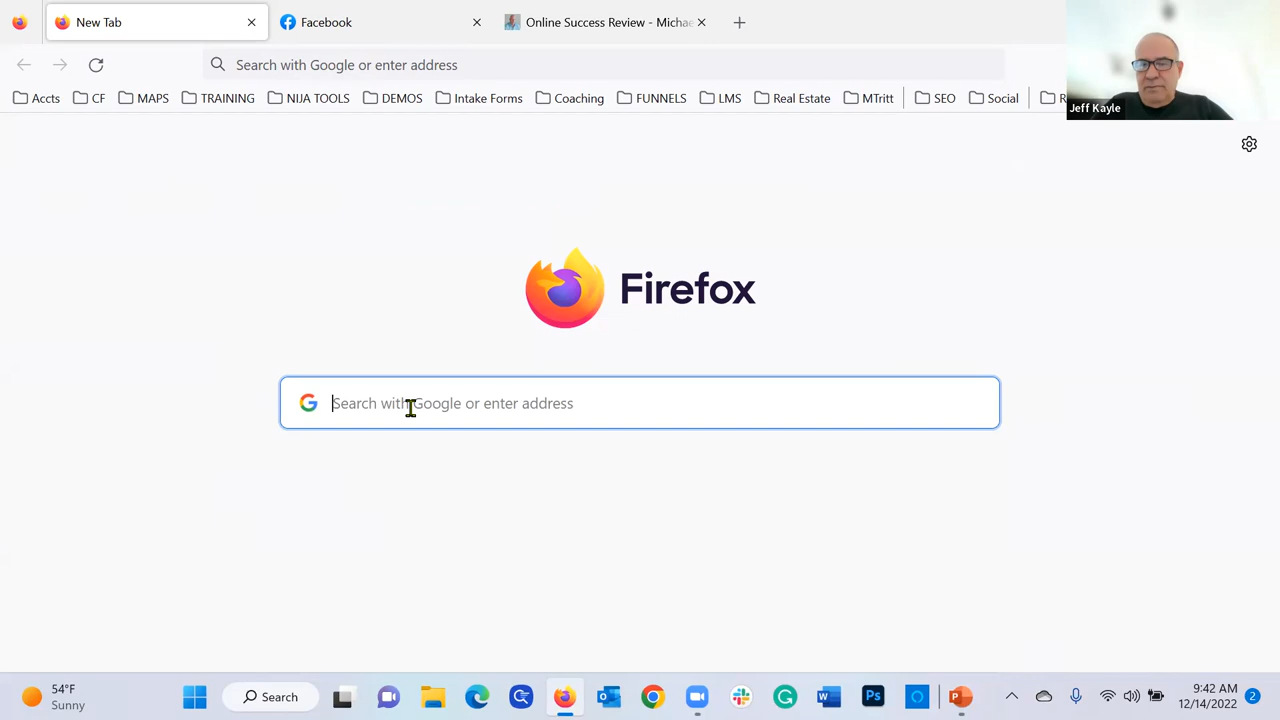 New Tab
Facebook
Online Success Review - Michae
Search with Google or enter address
Accts CF MAPS TRAINING NIJA TOOLS DEMOS Intake Forms Coaching FUNNELS LMS Real Estate MTritt SEO Social
Jeff Kayle
Firefox
Search with Google or enter address
54°F
Sunny
Search
9:42 AM
12/14/2022
2